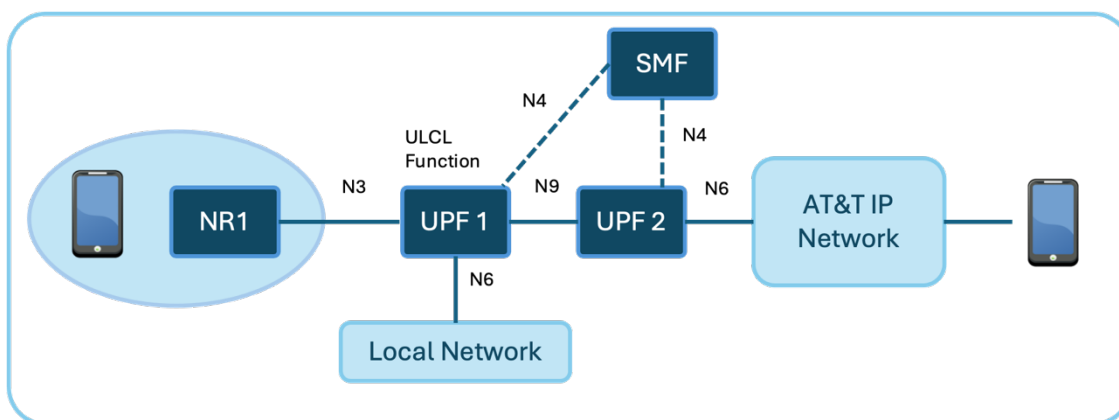 SMF
N4
N4
ULCL
Function
N3
N9
N6
NR1
UPF 1
UPF 2
AT&T IP
Network
N6
Local Network